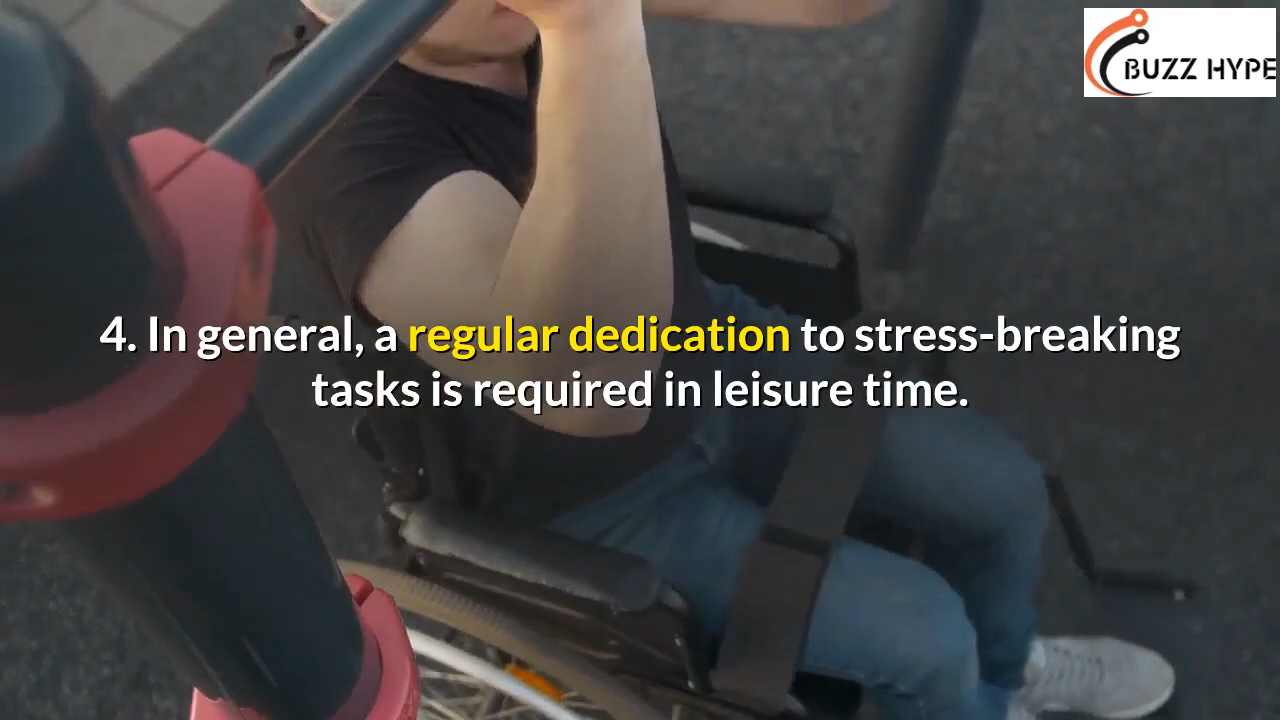 BUZZ HYPE
4. In general, a regular dedication to stress-breaking
tasks is required in leisure time.